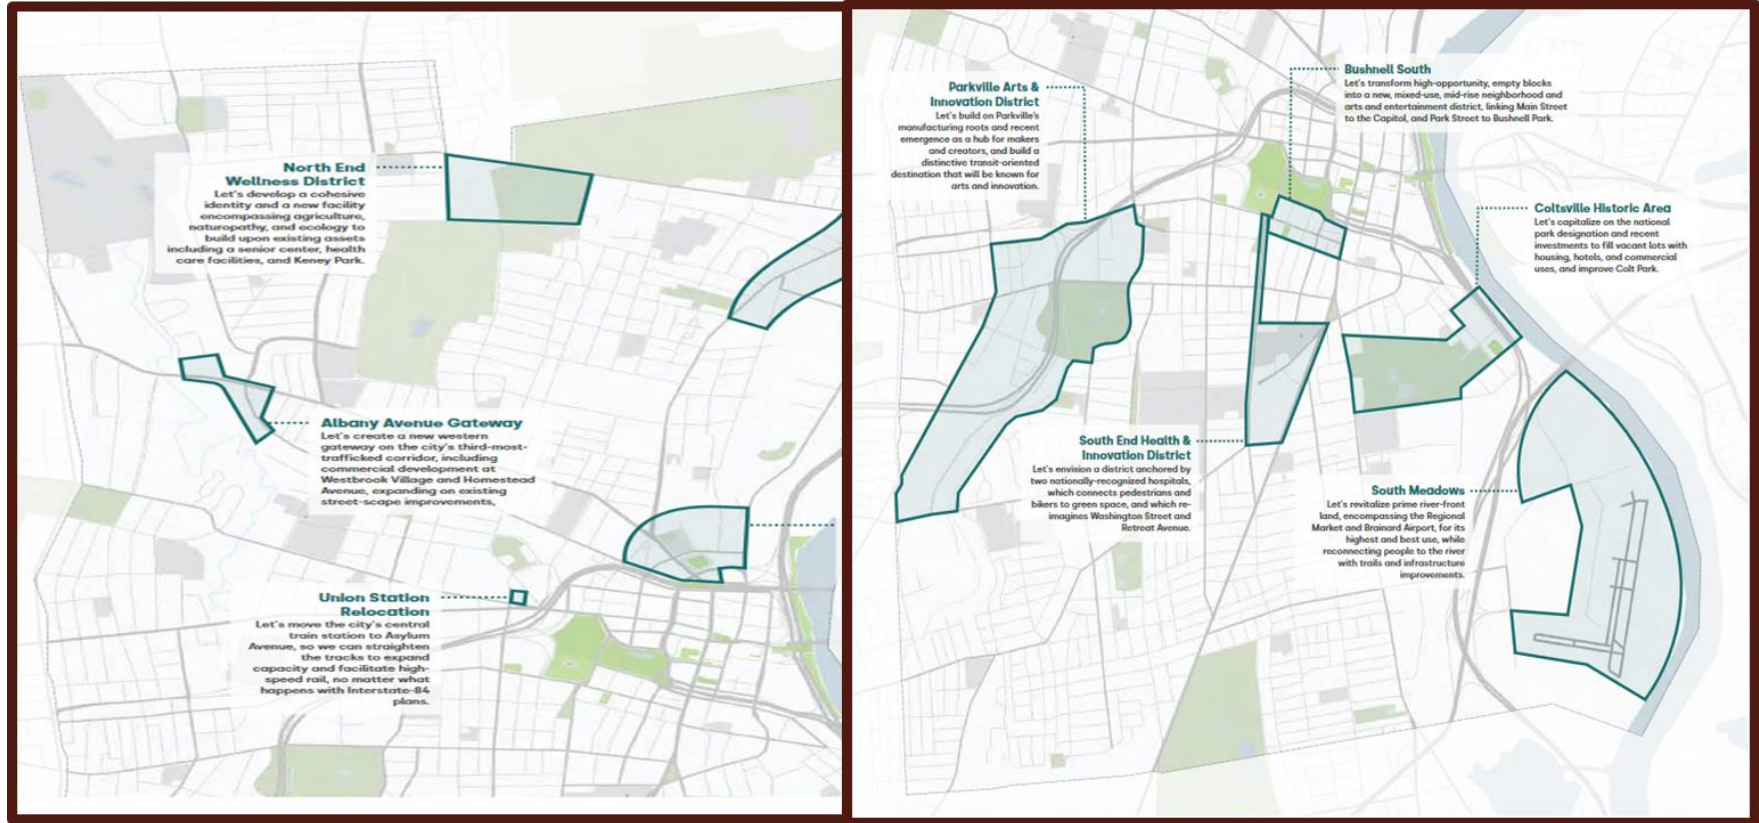 North End
Wellness District
Let's develop a cohesive
identity and a new facility
encompassing agriculture,
naturopathy, and ecology to
build upon existing assets
including a senior center, health
care facilities, and Keney Park.
Albany Avenue Gateway
Let's create a new western
gateway on the city's third-most-
trafficked corridor, including
commercial development at
Westbrook Village and Homestead
Avenue, expanding on existing
street-scape improvements.
Union Station
Relocation
Let's move the city's central
train station to Asylum
Avenue, so we can straighten
the tracks to expand
capacity and facilitate high-
speed rail, no matter what
happens with Interstate-84
plans.
Parkville Arts &
Innovation District
Let's build on Parkville's
manufacturing roots and recent
emergence as a hub for makers
and creators, and build a
distinctive transit-oriented
destination that will be known for
arts and innovation.
Bushnell South
Let's transform high-opportunity, empty blocks
into a new, mixed-use, mid-rise neighborhood and
arts and entertainment district, linking Main Street
to the Capitol, and Park Street to Bushnell Park.
Coltsville Historic Area
Let's capitalize on the national
park designation and recent
investments to fill vacant lots with
housing, hotels, and commercial
uses, and improve Colt Park.
South End Health &
Innovation District
Let's envision a district anchored by
two nationally-recognized hospitals,
which connects pedestrians and
bikers to green space, and which re-
imagines Washington Street and
Retreat Avenue.
South Meadows
Let's revitalize prime river-front
land, encompassing the Regional
Market and Brainard Airport, for its
highest and best use, while
reconnecting people to the river
with trails and infrastructure
improvements.